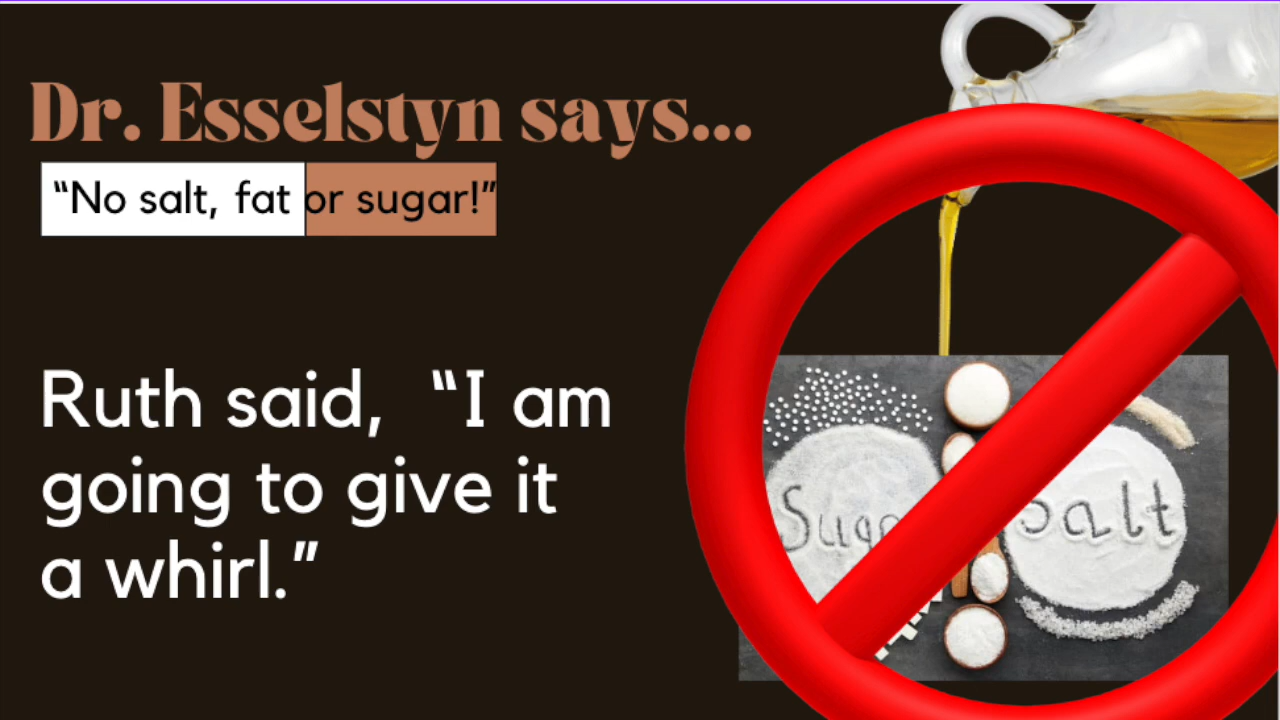 Dr. Esselstyn says...
“No salt, fat or sugar!”
Ruth said,  “I am
going to give it
a whirl.”
Salt